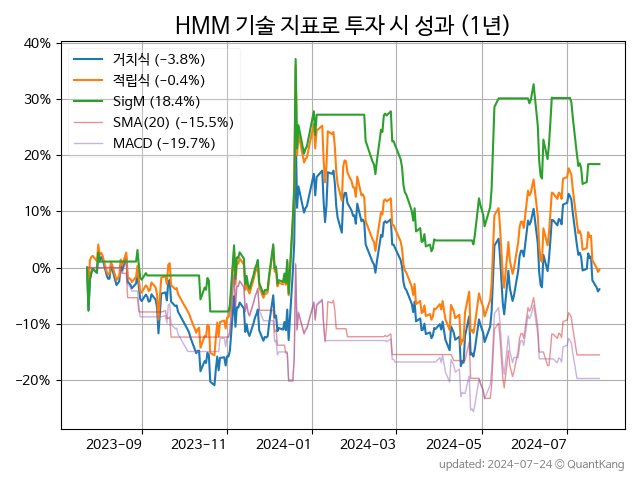 HMM 기술 지표로 투자 시 성과 (1년)
거치식 (−3.8%)
적립식 (−0.4%)
SigM (18.4%)
SMA(20) (−15.5%)
MACD (−19.7%)
40%
30%
20%
10%
0%
−10%
−20%
2023-09 2023-11 2024-01 2024-03 2024-05 2024-07
updated: 2024-07-24 © QuantKang